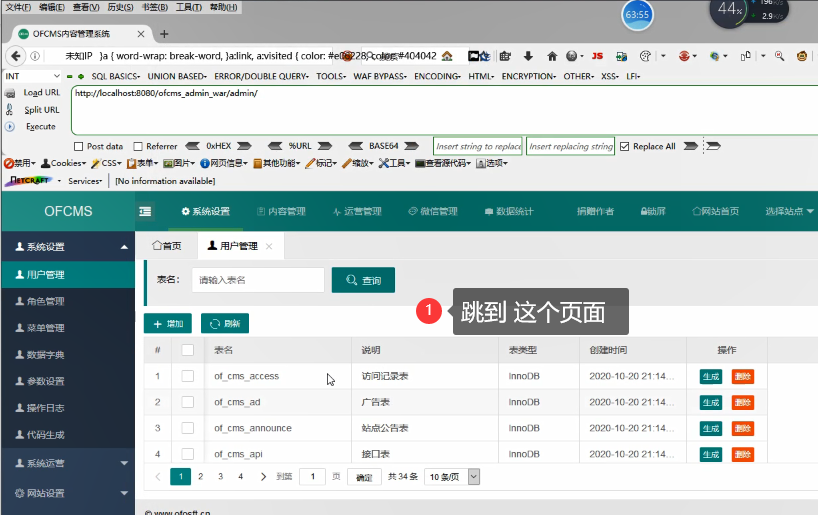 文件(F) 编辑(E) 查看(V) 历史(S) 书签(B) 工具(T) 帮助(H)
63:55
44%
196 K/s
2.9K/s
OFCMS内容管理系统
未知IP }a { word-wrap: break-word, }a:link, a:visited { color: #e06228, color: #404042
JS
INT SQL BASICS UNION BASED ERROR/DOUBLE QUERY TOOLS WAF BYPASS ENCODING HTML ENCRYPTION OTHER XSS LFI
Load URL
http://localhost:8080/ofcms_admin_war/admin/
Split URL
Execute
Post data Referrer 0xHEX %URL BASE64 Insert string to replace Insert replacing string Replace All
禁用 Cookies CSS 表单 图片 网页信息 其他功能 标记 缩放 工具 查看源代码 选项
NETCRAFT Services [No information available]
OFCMS 系统设置 内容管理 运营管理 微信管理 数据统计 捐赠作者 锁屏 网站首页 选择站点
系统设置 首页 用户管理
用户管理
表名: 请输入表名 查询
角色管理
菜单管理
1 跳到 这个页面
增加 刷新
数据字典
参数设置
操作日志
代码生成
系统运营
网站设置
# 表名 说明 表类型 创建时间 操作
1 of_cms_access 访问记录表 InnoDB 2020-10-20 21:14... 生成 删除
2 of_cms_ad 广告表 InnoDB 2020-10-20 21:14... 生成 删除
3 of_cms_announce 站点公告表 InnoDB 2020-10-20 21:14... 生成 删除
4 of_cms_api 接口表 InnoDB 2020-10-20 21:14... 生成 删除
1 2 3 4 到第 1 页 确定 共 34 条 10 条/页
© www.ofosft.cn